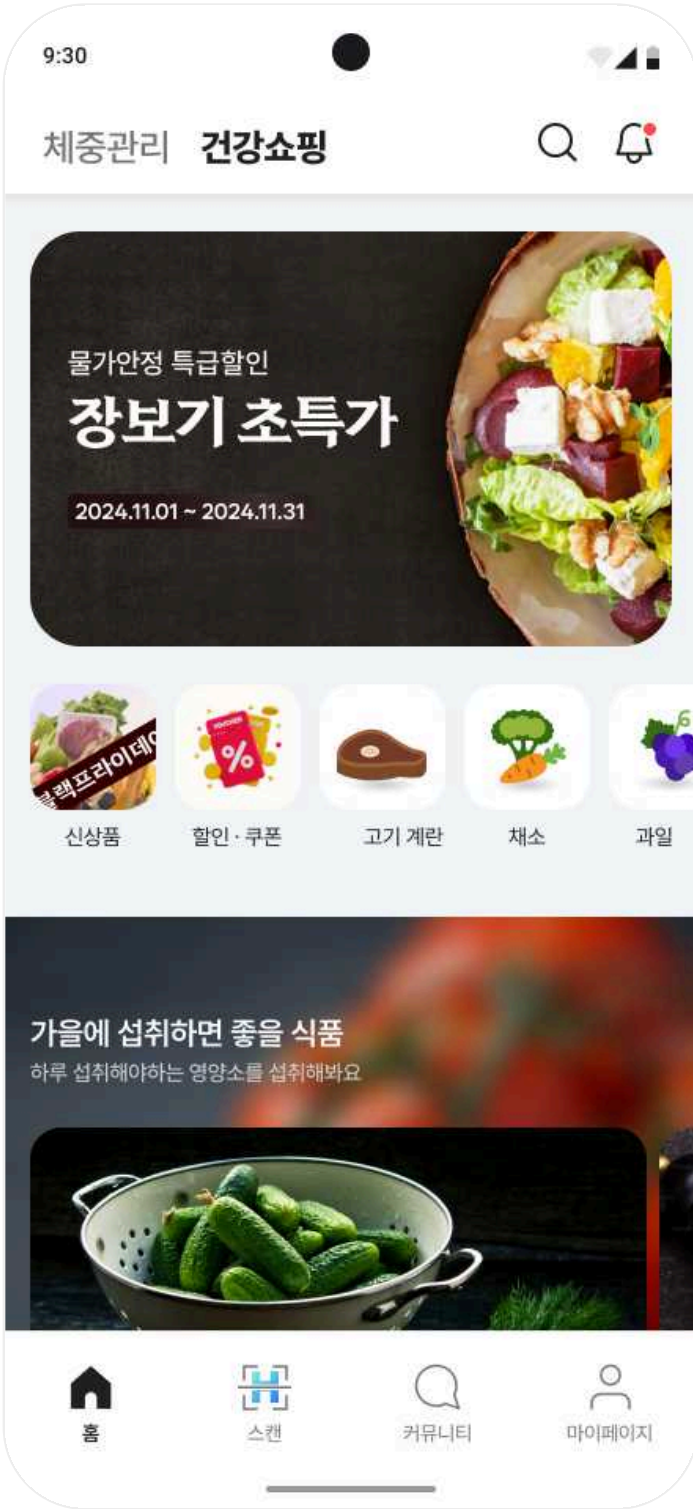 9:30
체중관리 건강쇼핑
물가안정 특급할인
장보기 초특가
2024.11.01 ~ 2024.11.31
블랙프라이데이
%
신상품 할인 · 쿠폰 고기 계란 채소 과일
가을에 섭취하면 좋을 식품
하루 섭취해야하는 영양소를 섭취해봐요
홈 스캔 커뮤니티 마이페이지